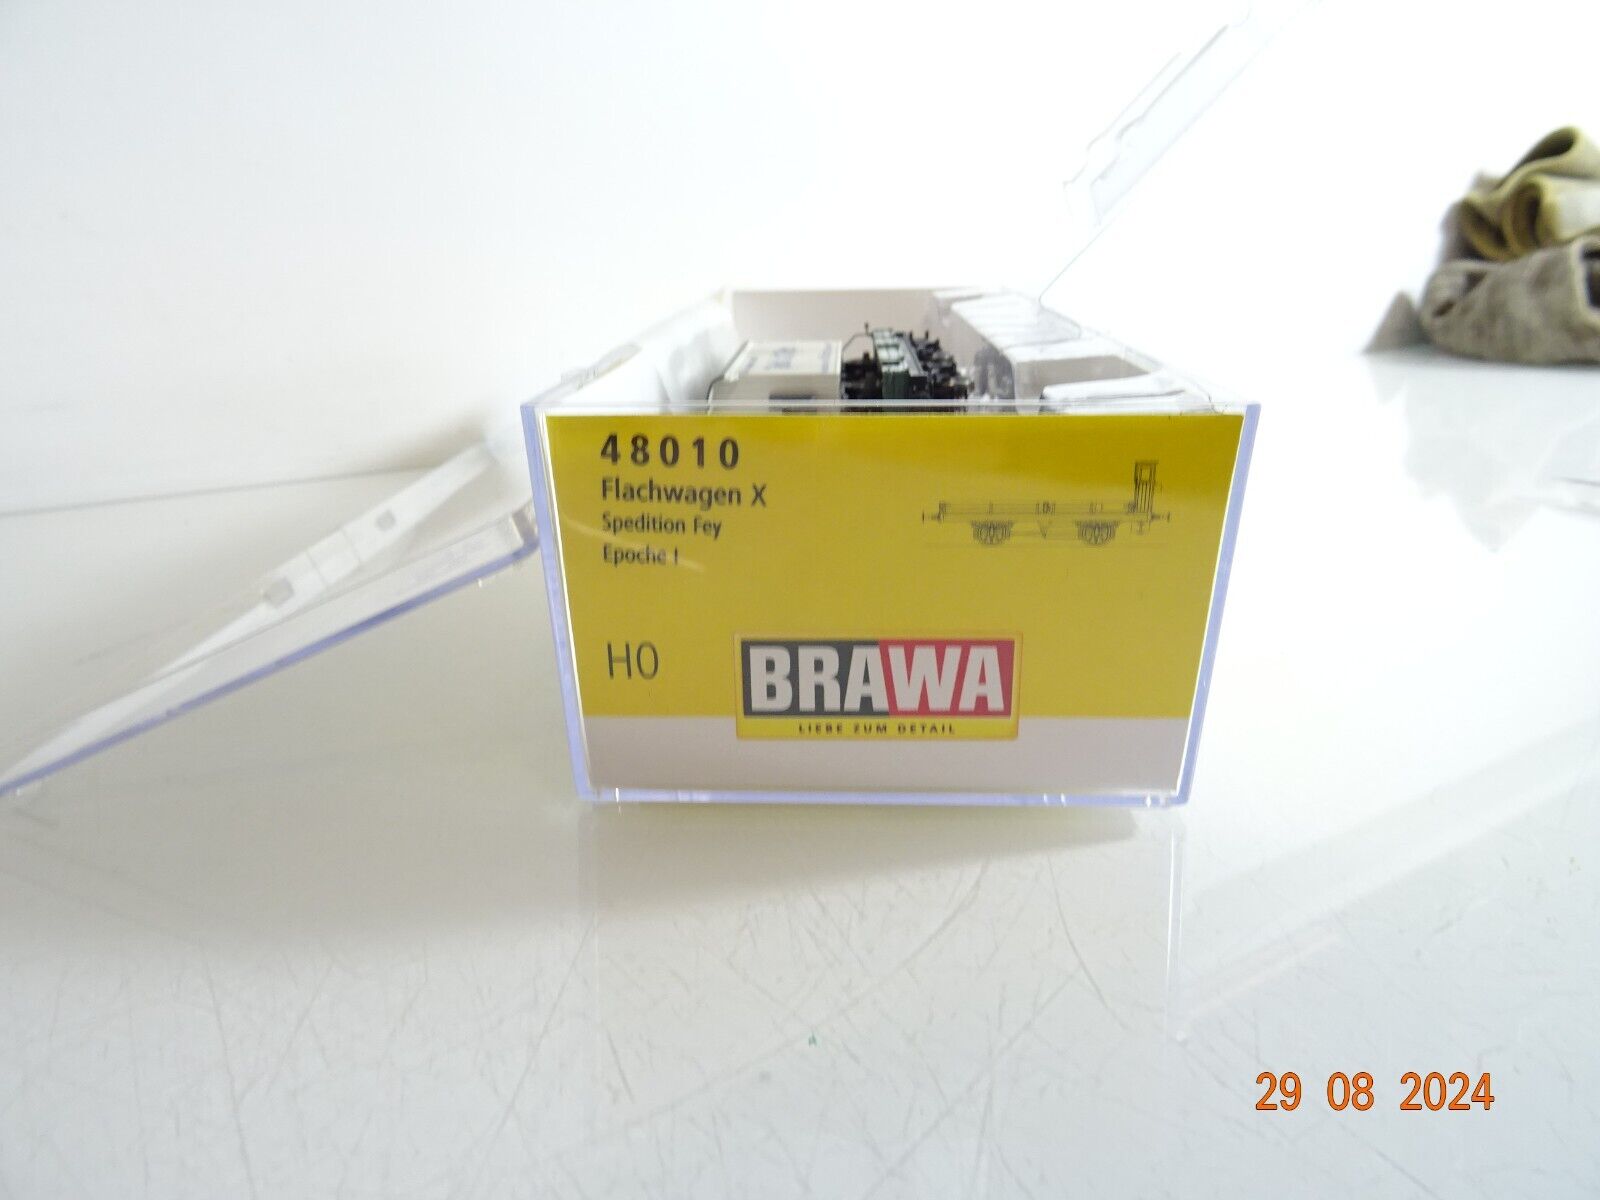 48010
Flachwagen X
Spedition Fey
Epoche I
H0
BRAWA
LIEBE ZUM DETAIL
29 08 2024